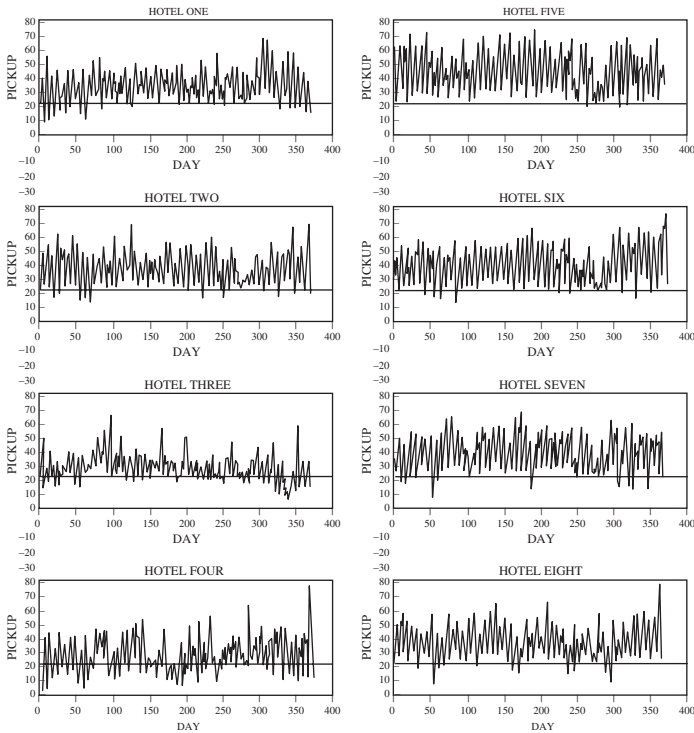 HOTEL ONE
PICKUP
80
70
60
50
40
30
20
10
0
0 50 100 150 200 250 300 350 400
DAY
–10
–20
–30
HOTEL TWO
PICKUP
80
70
60
50
40
30
20
10
0
0 50 100 150 200 250 300 350 400
DAY
–10
–20
–30
HOTEL THREE
PICKUP
80
70
60
50
40
30
20
10
0
0 50 100 150 200 250 300 350 400
DAY
–10
–20
–30
HOTEL FOUR
PICKUP
80
70
60
50
40
30
20
10
0
0 50 100 150 200 250 300 350 400
DAY
HOTEL FIVE
PICKUP
80
70
60
50
40
30
20
10
0
0 50 100 150 200 250 300 350 400
DAY
–10
–20
–30
HOTEL SIX
PICKUP
80
70
60
50
40
30
20
10
0
0 50 100 150 200 250 300 350 400
DAY
–10
–20
–30
HOTEL SEVEN
PICKUP
80
70
60
50
40
30
20
10
0
0 50 100 150 200 250 300 350 400
DAY
–10
–20
–30
HOTEL EIGHT
PICKUP
80
70
60
50
40
30
20
10
0
0 50 100 150 200 250 300 350 400
DAY